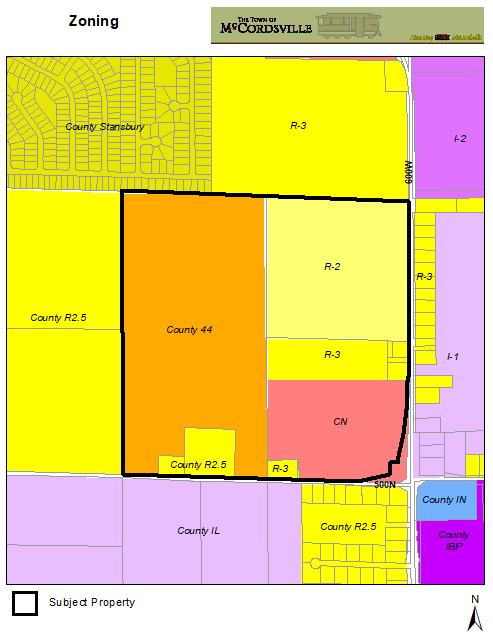 Zoning
THE TOWN OF
McCORDSVILLE
County Stansbury
R-3
I-2
600W
R-2
R-3
County R2.5
County 44
R-3
I-1
CN
County R2.5
R-3
500N
County IN
County IL
County R2.5
County
IBP
Subject Property
N